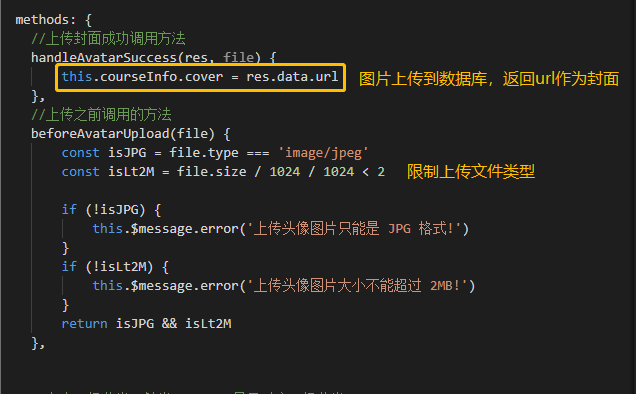 methods: {
//上传封面成功调用方法
handleAvatarSuccess(res, file) {
this.courseInfo.cover = res.data.url 图片上传到数据库，返回url作为封面
},
//上传之前调用的方法
beforeAvatarUpload(file) {
const isJPG = file.type === 'image/jpeg'
const isLt2M = file.size / 1024 / 1024 < 2 限制上传文件类型
if (!isJPG) {
this.$message.error('上传头像图片只能是 JPG 格式!')
}
if (!isLt2M) {
this.$message.error('上传头像图片大小不能超过 2MB!')
}
return isJPG && isLt2M
},